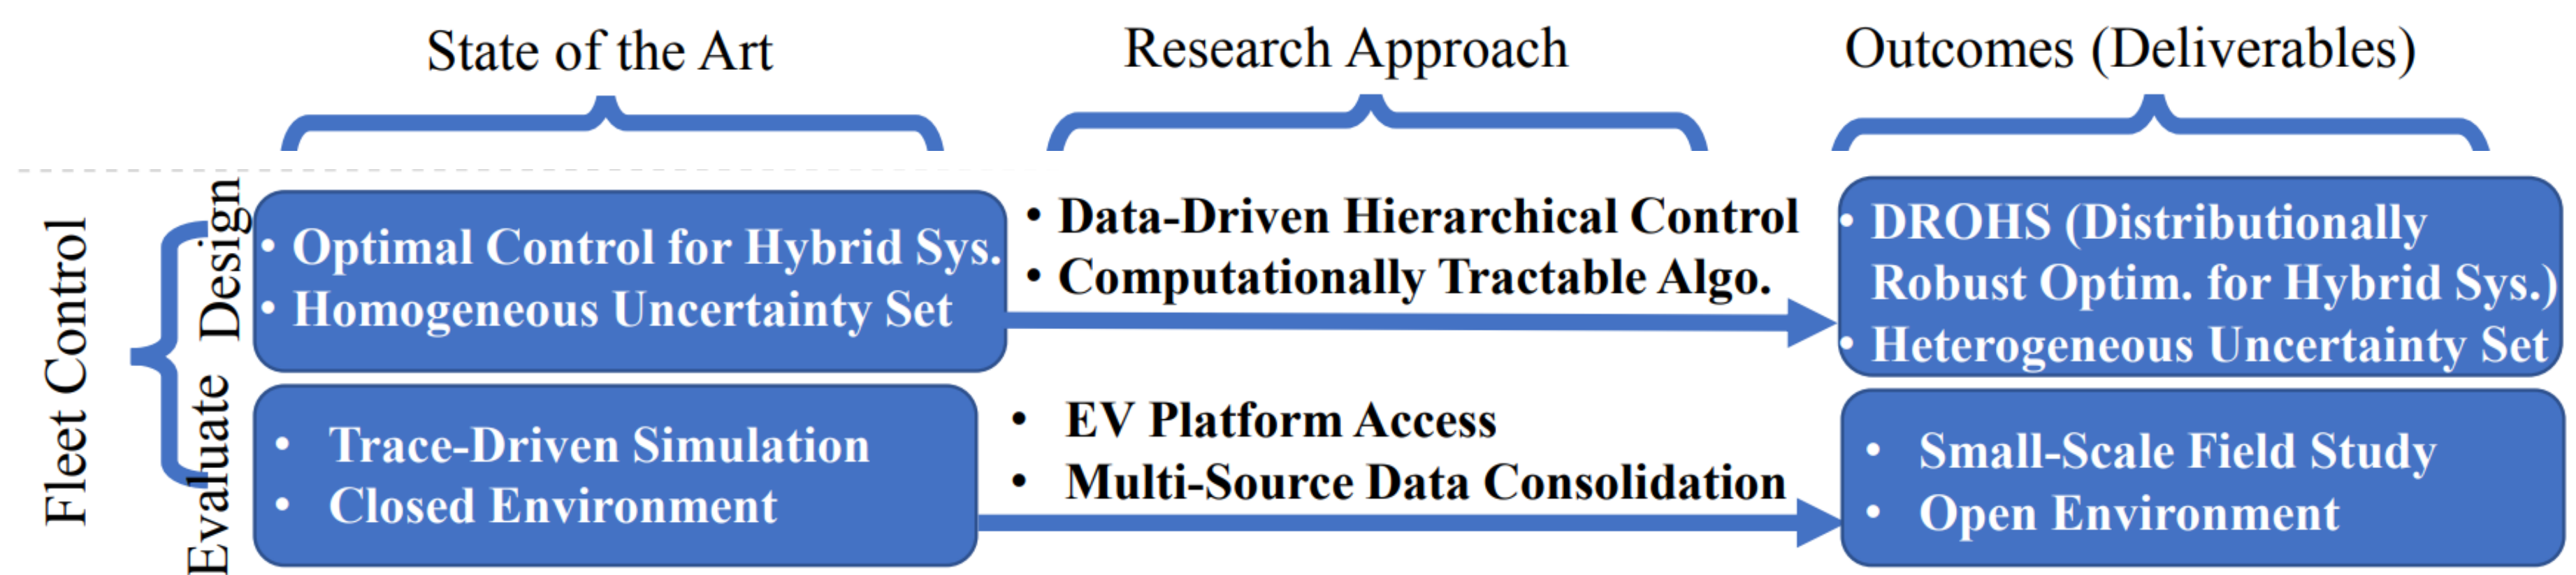 State of the Art
Research Approach
Outcomes (Deliverables)
Fleet Control
Design
• Optimal Control for Hybrid Sys.
• Homogeneous Uncertainty Set
• Data-Driven Hierarchical Control
• Computationally Tractable Algo.
• DROHS (Distributionally
Robust Optim. for Hybrid Sys.)
• Heterogeneous Uncertainty Set
Evaluate
• Trace-Driven Simulation
• Closed Environment
• EV Platform Access
• Multi-Source Data Consolidation
• Small-Scale Field Study
• Open Environment